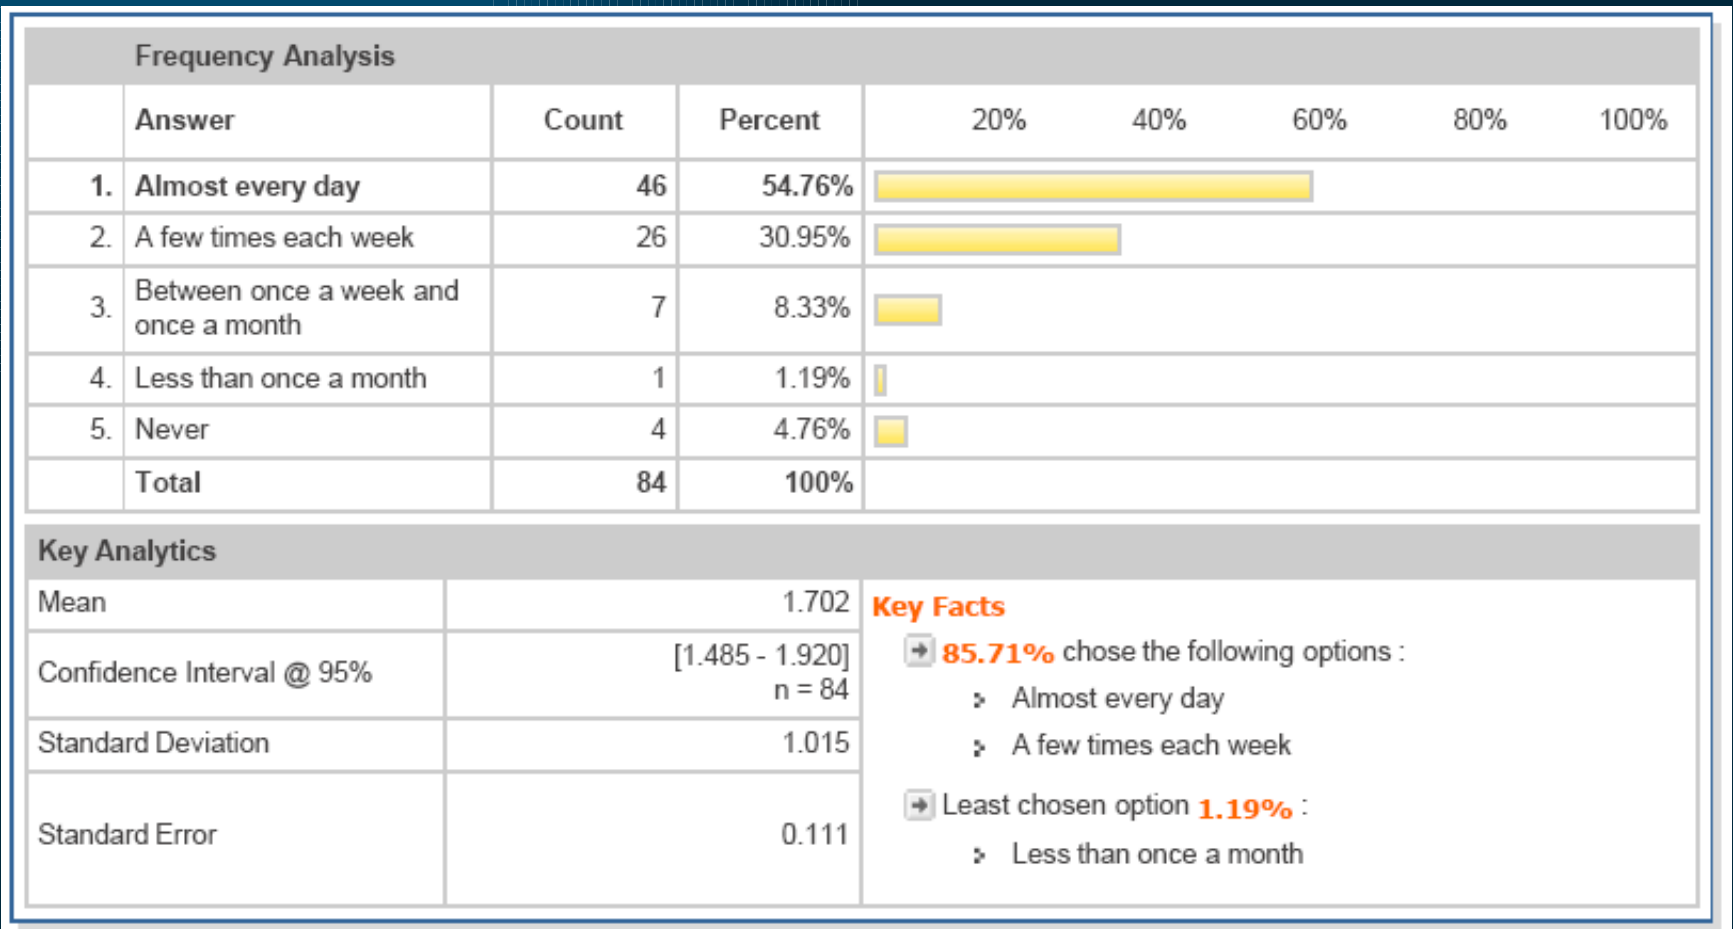 Frequency Analysis
Answer Count Percent 20% 40% 60% 80% 100%
1. Almost every day 46 54.76%
2. A few times each week 26 30.95%
3. Between once a week and
once a month 7 8.33%
4. Less than once a month 1 1.19%
5. Never 4 4.76%
Total 84 100%
Key Analytics
Mean 1.702
Confidence Interval @ 95% [1.485 - 1.920]
n = 84
Standard Deviation 1.015
Standard Error 0.111
Key Facts
85.71% chose the following options :
Almost every day
A few times each week
Least chosen option 1.19% :
Less than once a month